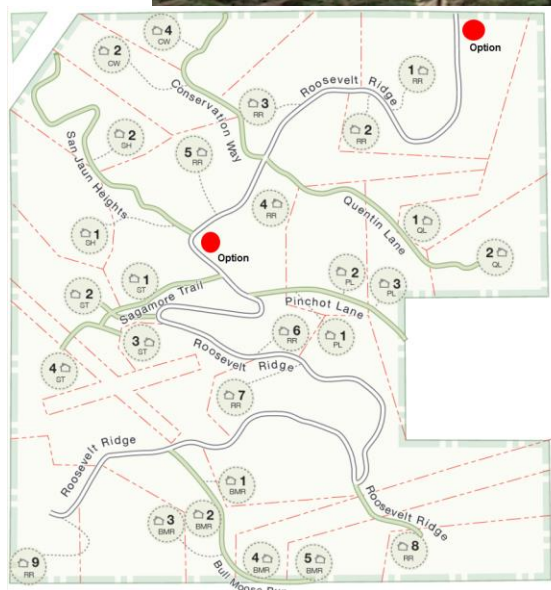 4
CW
2
CW
Option
1
RR
Roosevelt Ridge
Conservation Way
3
RR
2
RR
2
SH
5
RR
San Jaun Heights
4
RR
Quentin Lane
1
QL
1
SH
Option
2
QL
1
ST
2
PL
3
PL
2
ST
Sagamore Trail
Pinchot Lane
6
RR
1
PL
3
ST
Roosevelt Ridge
4
ST
7
RR
Roosevelt Ridge
1
BMR
Roosevelt Ridge
3
BMR
2
BMR
8
RR
4
BMR
5
BMR
9
RR
Bull Moose